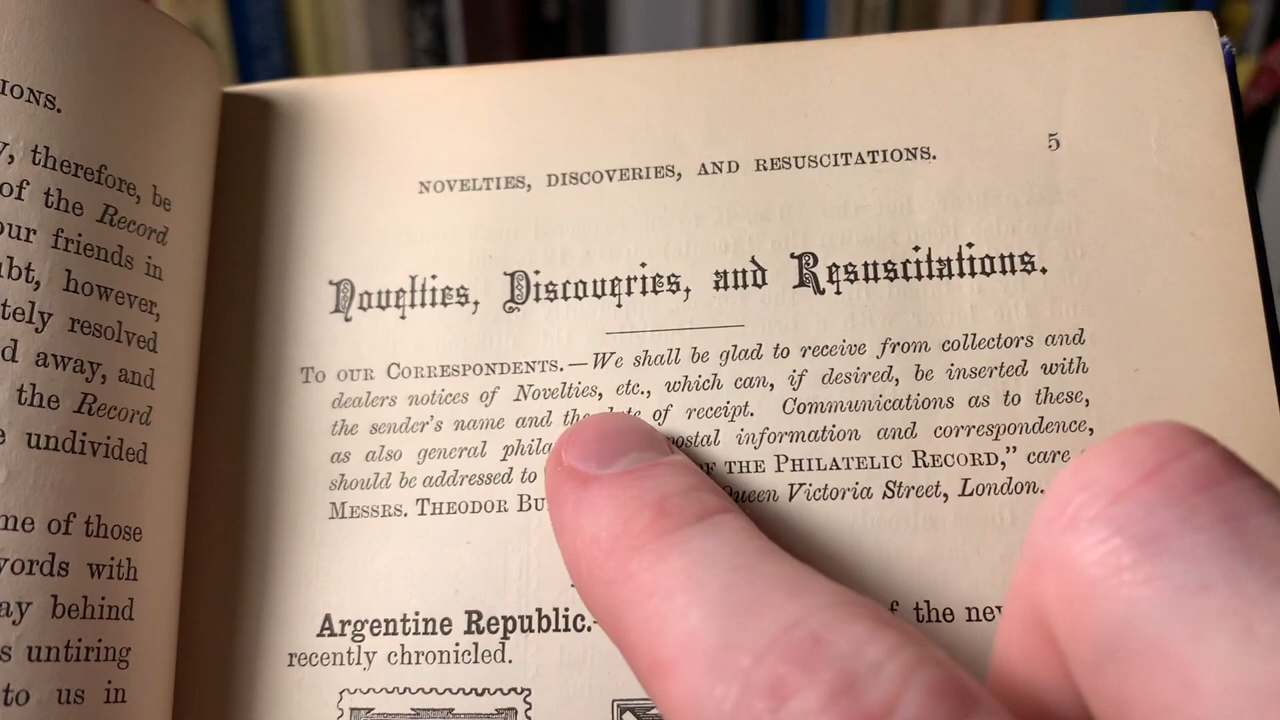 IONS.
therefore, be
of the Record
our friends in
however,
tely resolved
d away, and
the Record
undivided
me of those
words with
ay behind
s untiring
to us in
NOVELTIES, DISCOVERIES, AND RESUSCITATIONS. 5
Novelties, Discoveries, and Resuscitations.
TO OUR CORRESPONDENTS.—We shall be glad to receive from collectors and
dealers notices of Novelties, etc., which can, if desired, be inserted with
the sender's name and the date of receipt. Communications as to these,
as also general phila postal information and correspondence,
should be addressed to OF THE PHILATELIC RECORD," care
MESSRS. THEODOR BU Queen Victoria Street, London.
Argentine Republic.— of the new
recently chronicled.